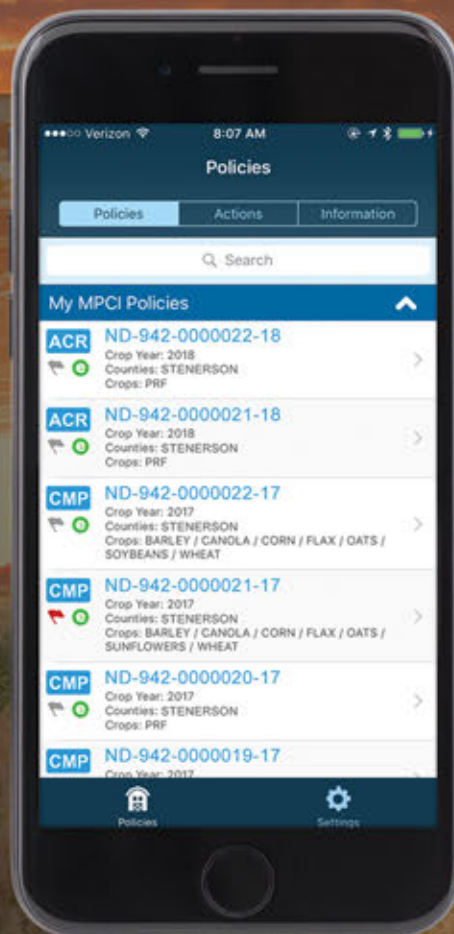 Verizon 8:07 AM
Policies
Policies Actions Information
Search
My MPCI Policies
ACR ND-942-0000022-18
Crop Year: 2018
Counties: STENERSON
Crops: PRF
ACR ND-942-0000021-18
Crop Year: 2018
Counties: STENERSON
Crops: PRF
CMP ND-942-0000022-17
Crop Year: 2017
Counties: STENERSON
Crops: BARLEY / CANOLA / CORN / FLAX / OATS /
SOYBEANS / WHEAT
CMP ND-942-0000021-17
Crop Year: 2017
Counties: STENERSON
Crops: BARLEY / CANOLA / CORN / FLAX / OATS /
SUNFLOWERS / WHEAT
CMP ND-942-0000020-17
Crop Year: 2017
Counties: STENERSON
Crops: PRF
CMP ND-942-0000019-17
Crop Year: 2017
Policies Settings